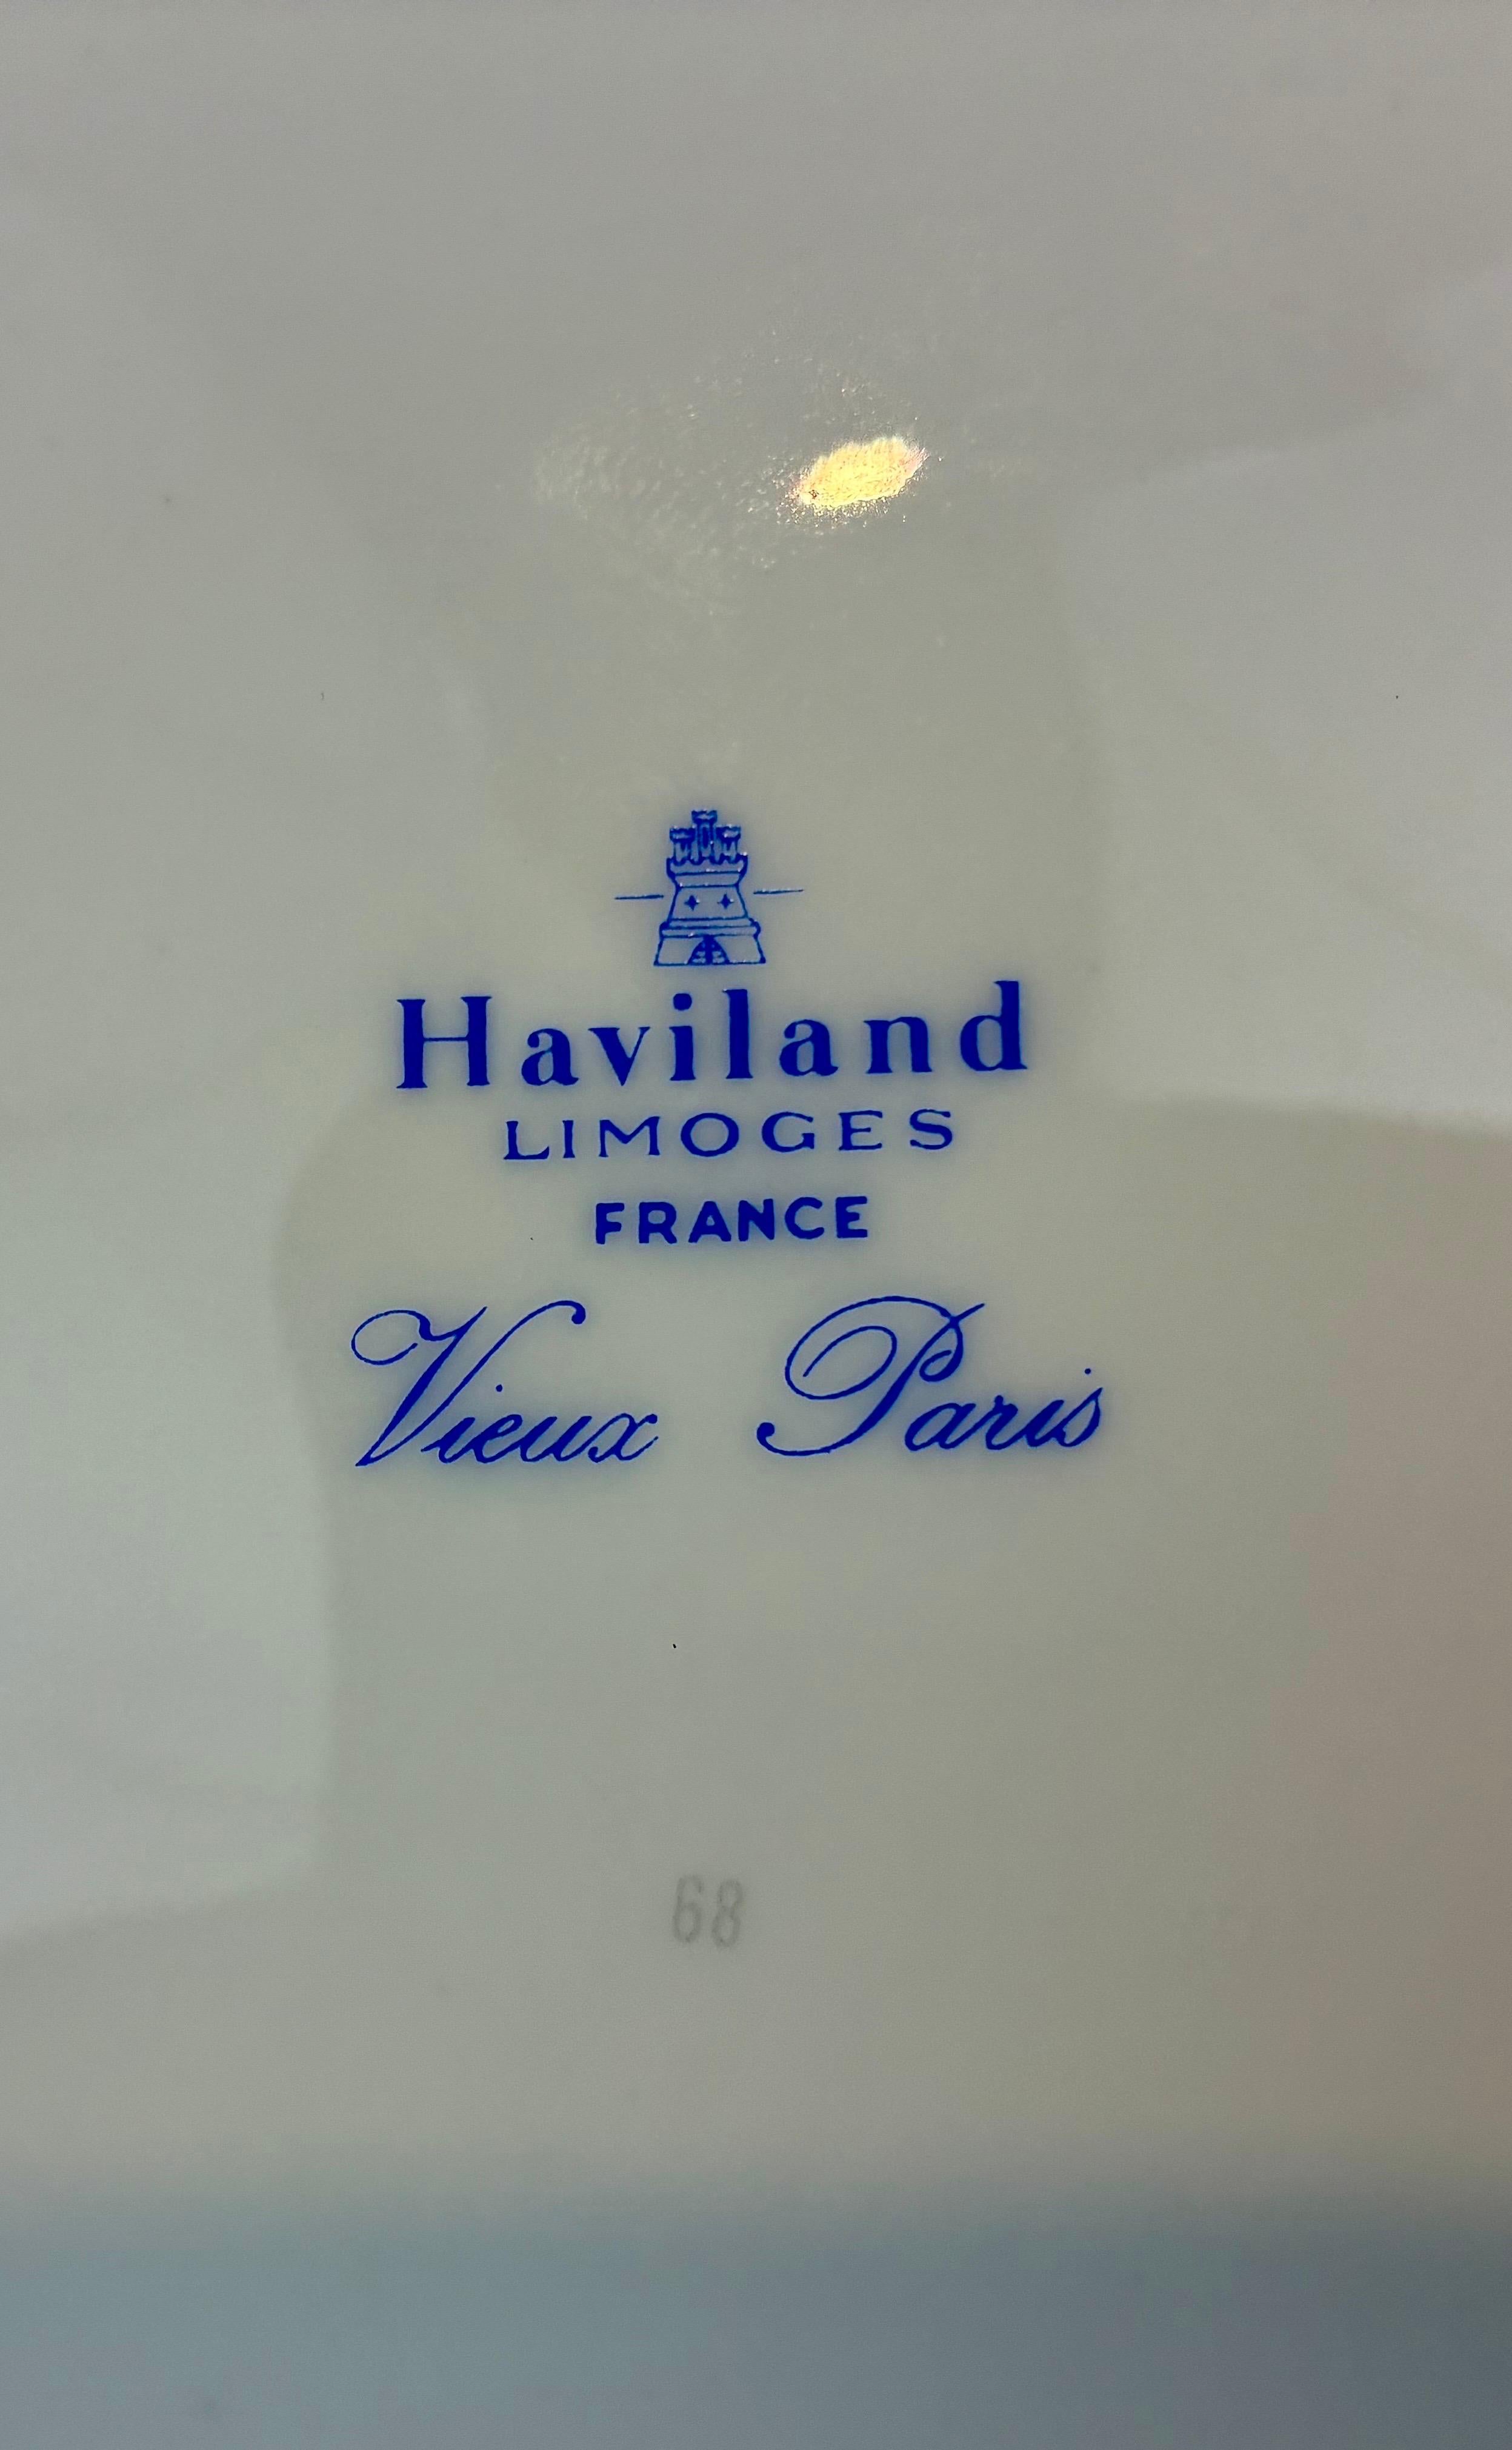 Haviland
LIMOGES
FRANCE
Vieux Paris
68